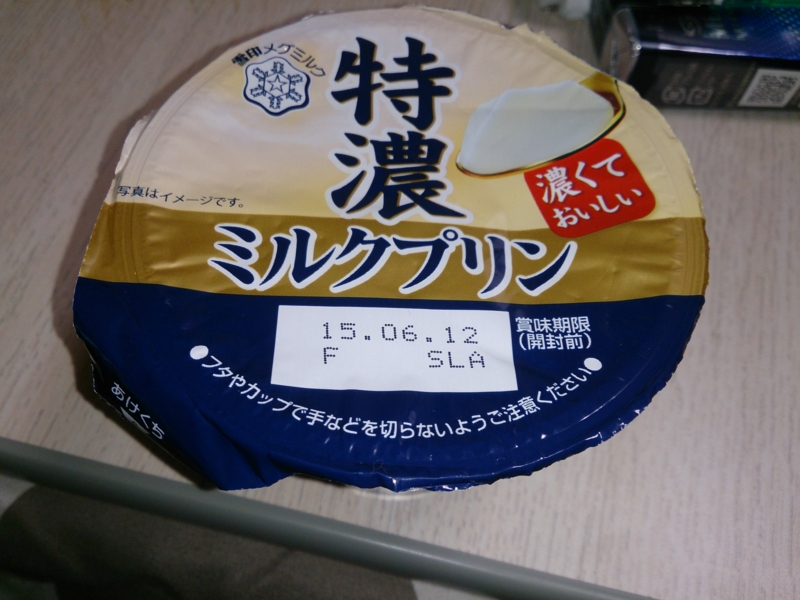 雪印メグミルク
特濃
濃くて
おいしい
写真はイメージです。
ミルクプリン
15.06.12
F SLA
賞味期限
(開封前)
●フタやカップで手などを切らないようご注意ください●
あけくち